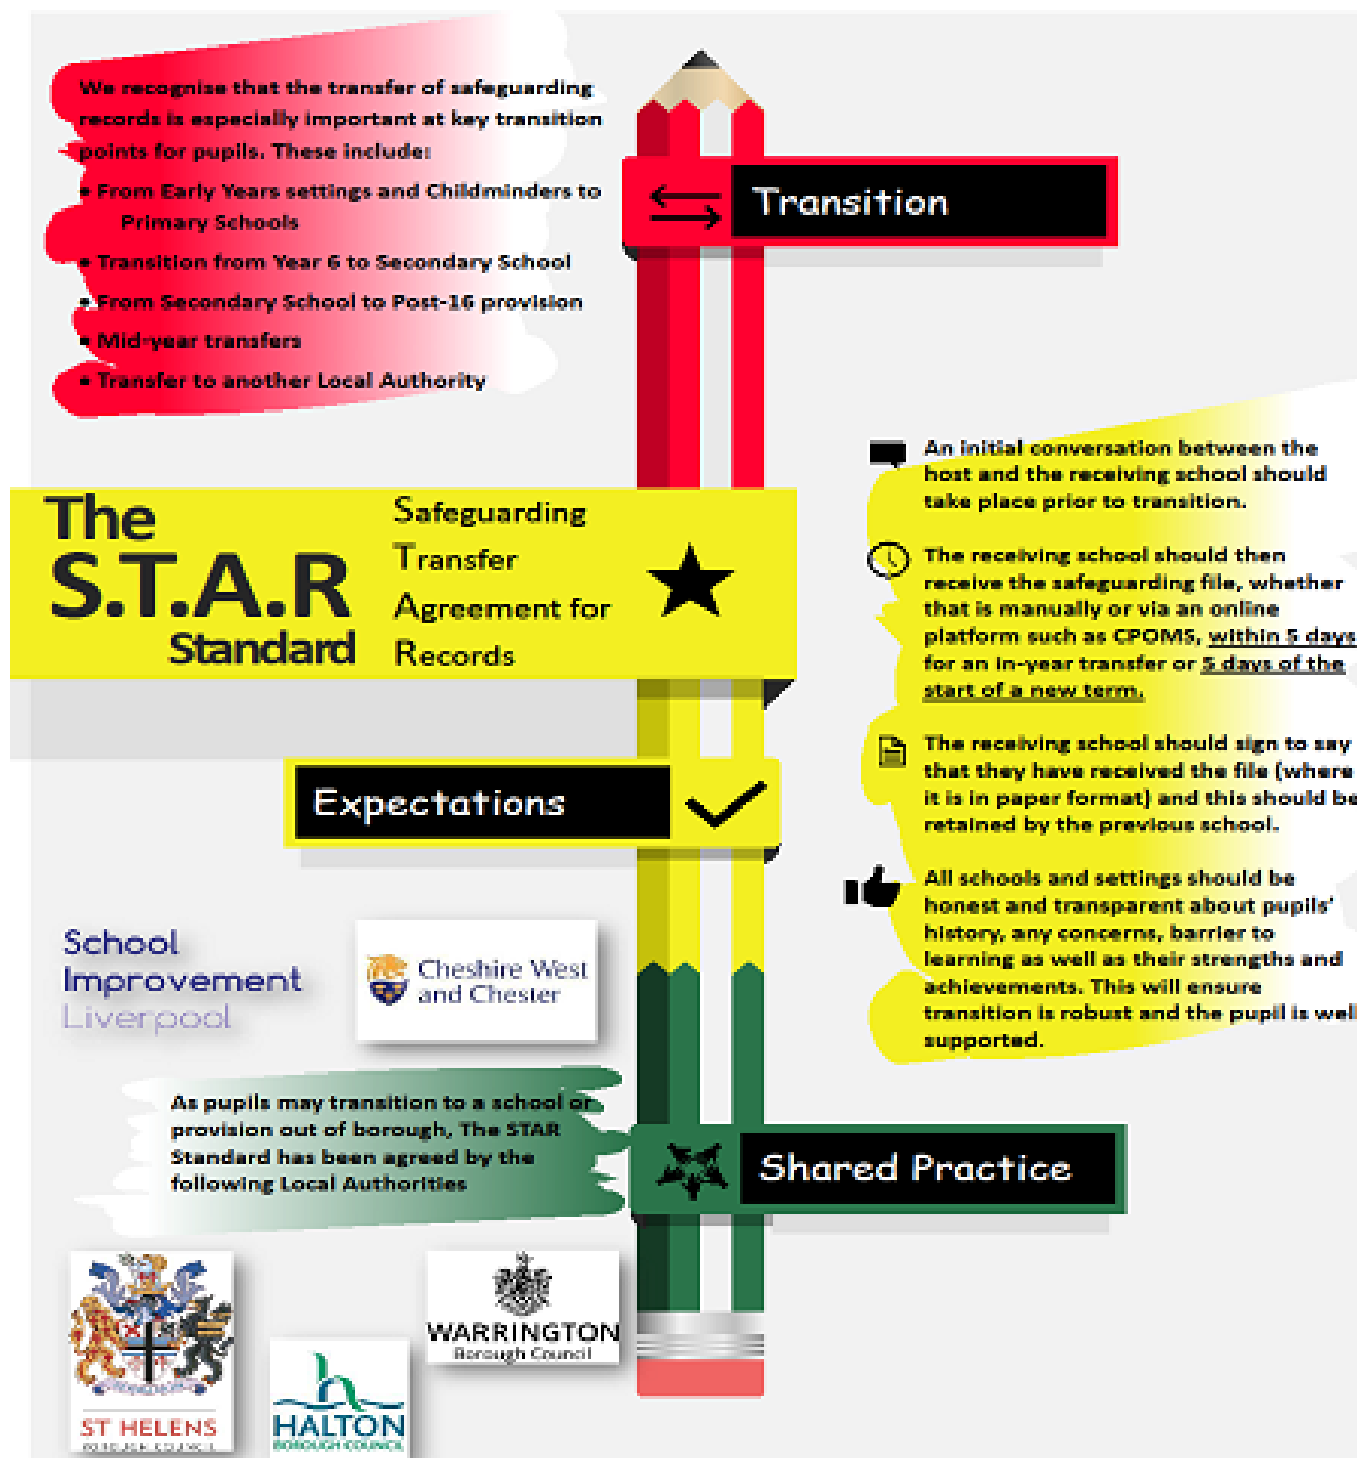 We recognise that the transfer of safeguarding
records is especially important at key transition
points for pupils. These include:
• From Early Years settings and Childminders to
Primary Schools
• Transition from Year 6 to Secondary School
• From Secondary School to Post-16 provision
• Mid-year transfers
• Transfer to another Local Authority
Transition
The
S.T.A.R
Standard
Safeguarding
Transfer
Agreement for
Records
An initial conversation between the
host and the receiving school should
take place prior to transition.
The receiving school should then
receive the safeguarding file, whether
that is manually or via an online
platform such as CPOMS, within 5 days
for an in-year transfer or 5 days of the
start of a new term.
The receiving school should sign to say
that they have received the file (where
it is in paper format) and this should be
retained by the previous school.
All schools and settings should be
honest and transparent about pupils'
history, any concerns, barrier to
learning as well as their strengths and
achievements. This will ensure
transition is robust and the pupil is well
supported.
Expectations
School
Improvement
Liverpool
Cheshire West
and Chester
As pupils may transition to a school or
provision out of borough, The STAR
Standard has been agreed by the
following Local Authorities
Shared Practice
ST HELENS
BOROUGH COUNCIL
HALTON
BOROUGH COUNCIL
WARRINGTON
Borough Council